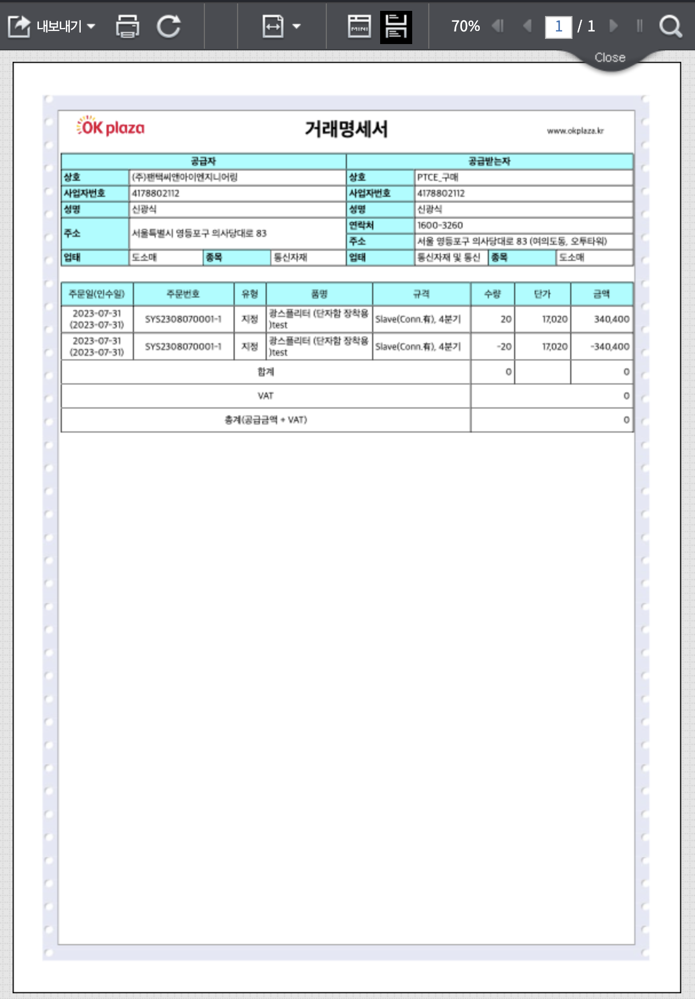 내보내기
MINI
70%
1 / 1
Close
OK plaza
거래명세서
www.okplaza.kr
공급자 공급받는자
상호 (주)팬택씨앤아이엔지니어링 상호 PTCE_구매
사업자번호 4178802112 사업자번호 4178802112
성명 신광식 성명 신광식
주소 서울특별시 영등포구 의사당대로 83 연락처 1600-3260
주소 서울 영등포구 의사당대로 83 (여의도동, 오투타워)
업태 도소매 종목 통신자재 업태 통신자재 및 통신 종목 도소매
주문일(인수일) 주문번호 유형 품명 규격 수량 단가 금액
2023-07-31 광스플리터 (단자함 장착용
(2023-07-31) SYS2308070001-1 지정 )test Slave(Conn.有), 4분기 20 17,020 340,400
2023-07-31 광스플리터 (단자함 장착용
(2023-07-31) SYS2308070001-1 지정 )test Slave(Conn.有), 4분기 -20 17,020 -340,400
합계 0 0
VAT 0
총계(공급금액 + VAT) 0